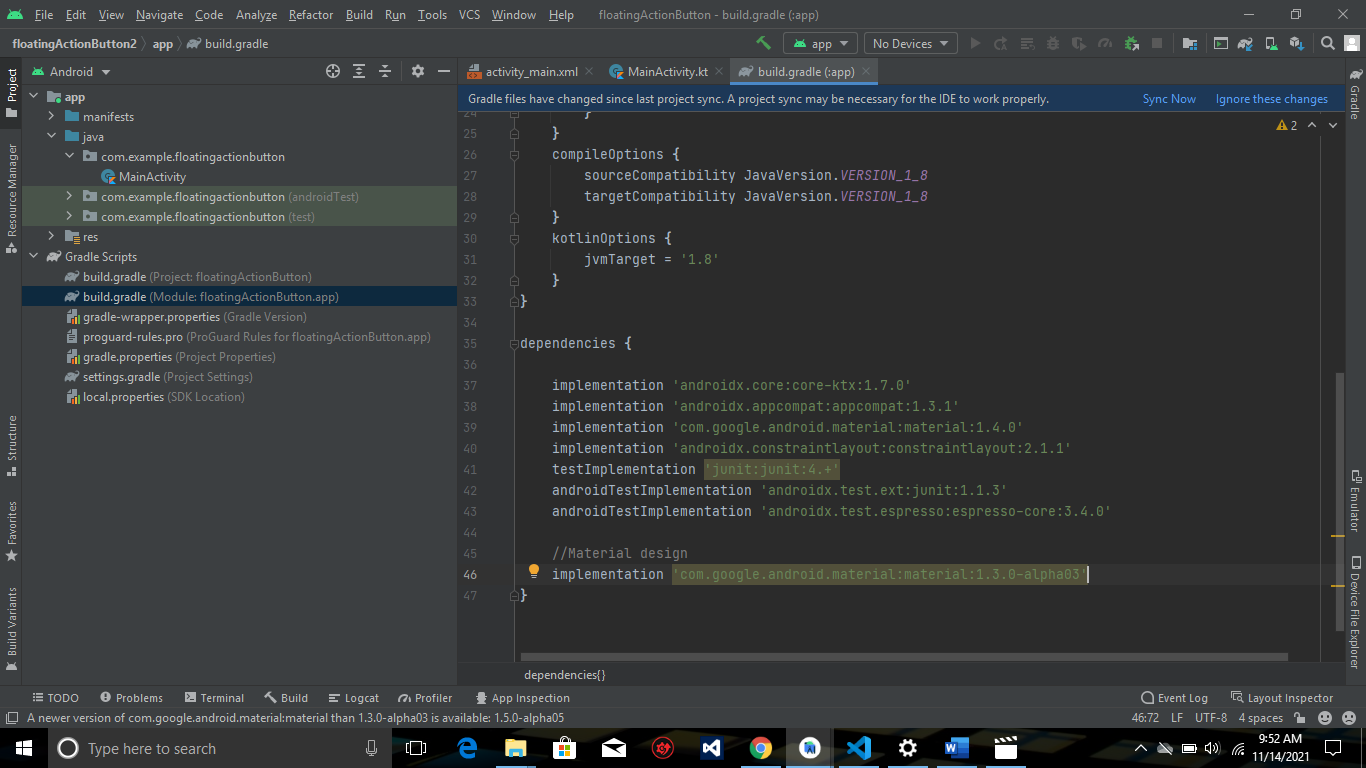 File Edit View Navigate Code Analyze Refactor Build Run Tools VCS Window Help floatingActionButton - build.gradle (:app)
floatingActionButton2 app build.gradle
app No Devices
Project
Android
activity_main.xml MainActivity.kt build.gradle (:app)
Gradle
Gradle files have changed since last project sync. A project sync may be necessary for the IDE to work properly. Sync Now Ignore these changes
app
manifests
java
com.example.floatingactionbutton
MainActivity
com.example.floatingactionbutton (androidTest)
com.example.floatingactionbutton (test)
res
Gradle Scripts
build.gradle (Project: floatingActionButton)
build.gradle (Module: floatingActionButton.app)
gradle-wrapper.properties (Gradle Version)
proguard-rules.pro (ProGuard Rules for floatingActionButton.app)
gradle.properties (Project Properties)
settings.gradle (Project Settings)
local.properties (SDK Location)
Resource Manager
Structure
Favorites
Build Variants
2
24 }
25 }
26 compileOptions {
27 sourceCompatibility JavaVersion.VERSION_1_8
28 targetCompatibility JavaVersion.VERSION_1_8
29 }
30 kotlinOptions {
31 jvmTarget = '1.8'
32 }
33 }
34
35 dependencies {
36
37 implementation 'androidx.core:core-ktx:1.7.0'
38 implementation 'androidx.appcompat:appcompat:1.3.1'
39 implementation 'com.google.android.material:material:1.4.0'
40 implementation 'androidx.constraintlayout:constraintlayout:2.1.1'
41 testImplementation 'junit:junit:4.+'
42 androidTestImplementation 'androidx.test.ext:junit:1.1.3'
43 androidTestImplementation 'androidx.test.espresso:espresso-core:3.4.0'
44
45 //Material design
46 implementation 'com.google.android.material:material:1.3.0-alpha03'
47 }
Emulator
Device File Explorer
dependencies{}
TODO Problems Terminal Build Logcat Profiler App Inspection Event Log Layout Inspector
A newer version of com.google.android.material:material than 1.3.0-alpha03 is available: 1.5.0-alpha05 46:72 LF UTF-8 4 spaces
Type here to search
9:52 AM
11/14/2021